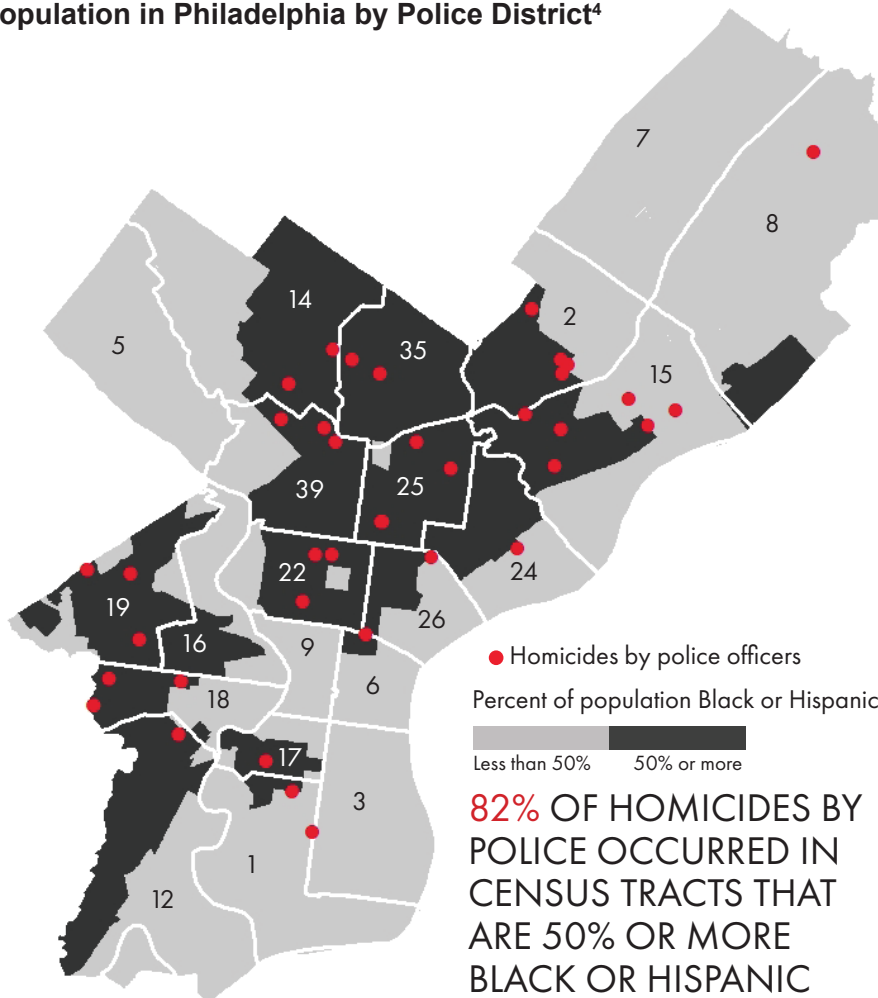 opulation in Philadelphia by Police District⁴
7
8
2
14
5
35
15
39
25
22
24
19
26
16
9
6
18
17
3
1
12
Homicides by police officers
Percent of population Black or Hispanic
Less than 50% 50% or more
82% OF HOMICIDES BY
POLICE OCCURRED IN
CENSUS TRACTS THAT
ARE 50% OR MORE
BLACK OR HISPANIC